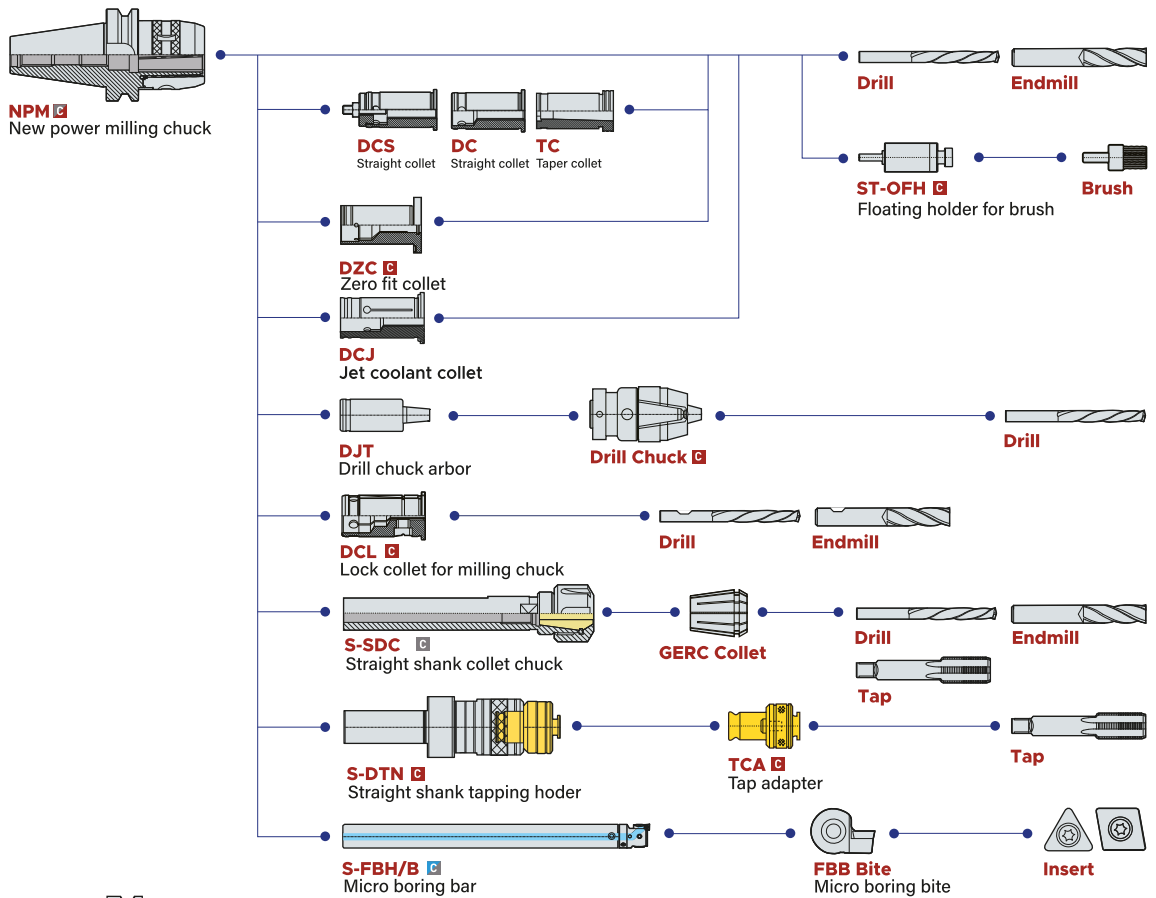 NPM C
New power milling chuck
Drill
Endmill
DCS
Straight collet
DC
Straight collet
TC
Taper collet
ST-OFH C
Floating holder for brush
Brush
DZC C
Zero fit collet
DCJ
Jet coolant collet
DJT
Drill chuck arbor
Drill Chuck C
Drill
DCL C
Lock collet for milling chuck
Drill
Endmill
S-SDC C
Straight shank collet chuck
GERC Collet
Drill
Endmill
Tap
S-DTN C
Straight shank tapping hoder
TCA C
Tap adapter
Tap
S-FBH/B C
Micro boring bar
FBB Bite
Micro boring bite
Insert